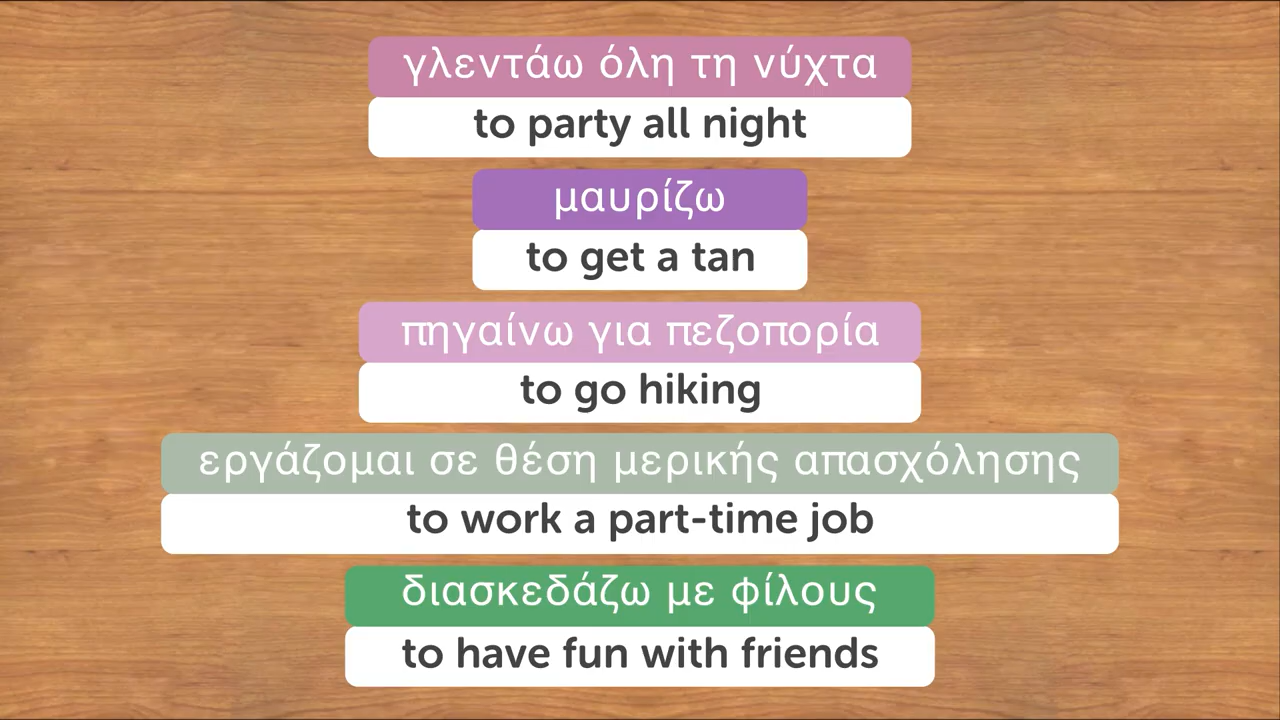 γλεντάω όλη τη νύχτα
to party all night
μαυρίζω
to get a tan
πηγαίνω για πεζοπορία
to go hiking
εργάζομαι σε θέση μερικής απασχόλησης
to work a part-time job
διασκεδάζω με φίλους
to have fun with friends